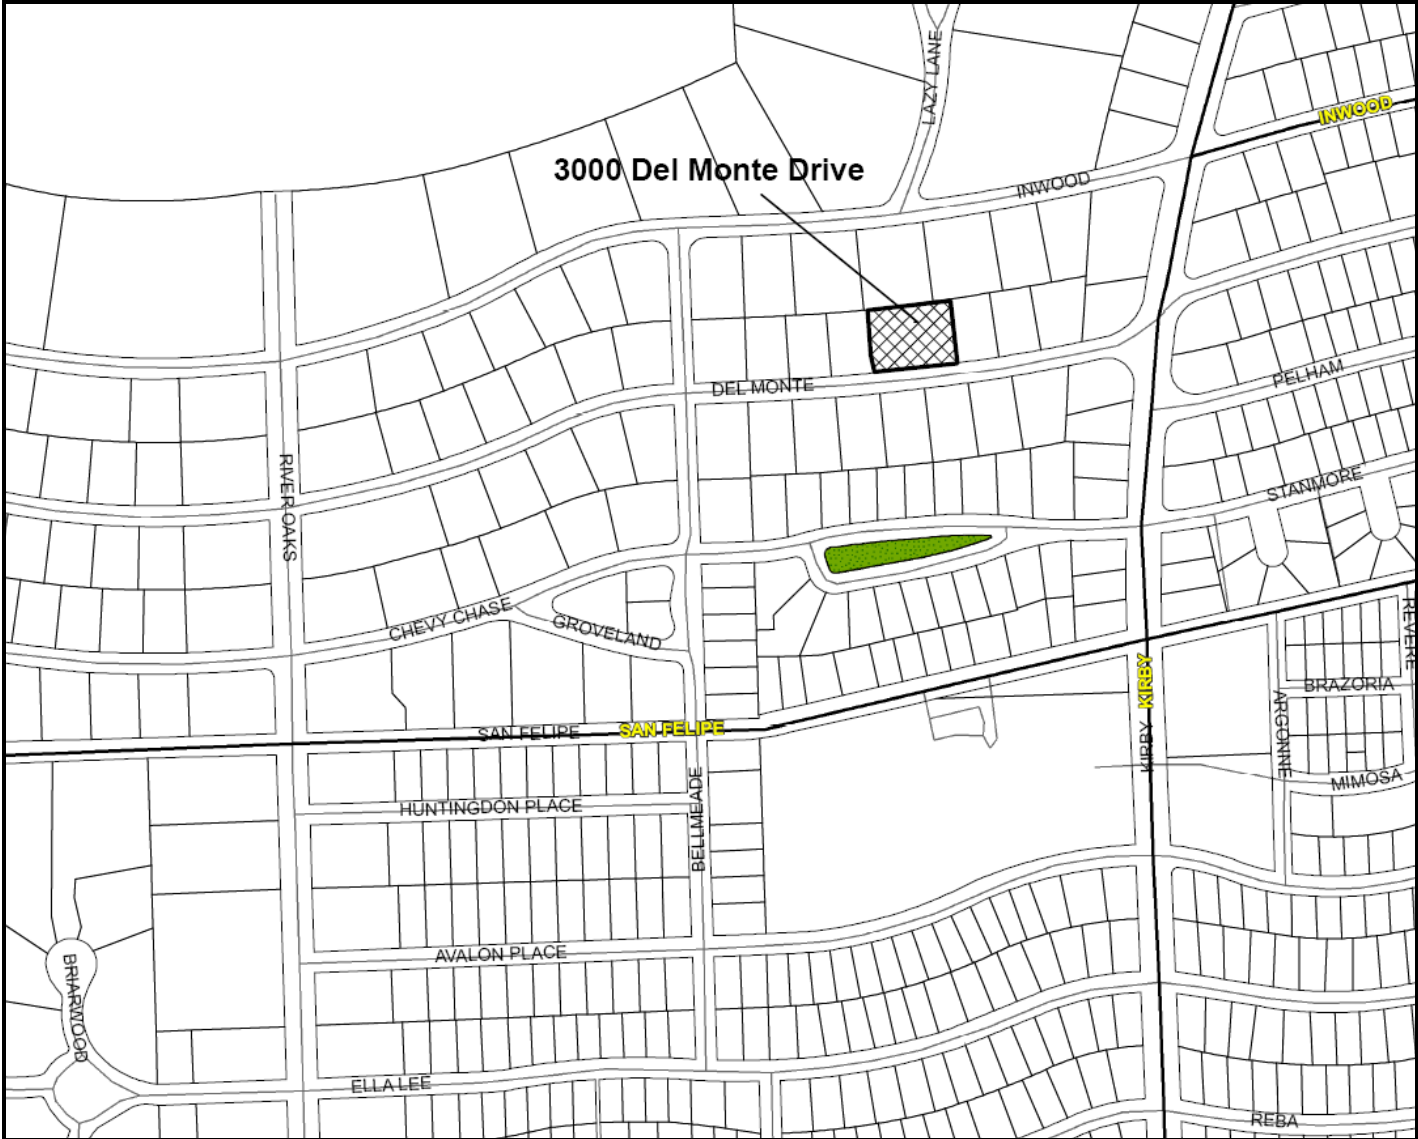 LAZY LANE
INWOOD
3000 Del Monte Drive
INWOOD
PELHAM
DEL MONTE
STANMORE
RIVER OAKS
CHEVY CHASE
GROVELAND
REVERE
BRAZORIA
KIRBY
ARGONNE
SAN FELIPE
SAN FELIPE
KIRBY
MIMOSA
BELLMEADE
HUNTINGDON PLACE
AVALON PLACE
BRIARWOOD
ELLA LEE
REBA